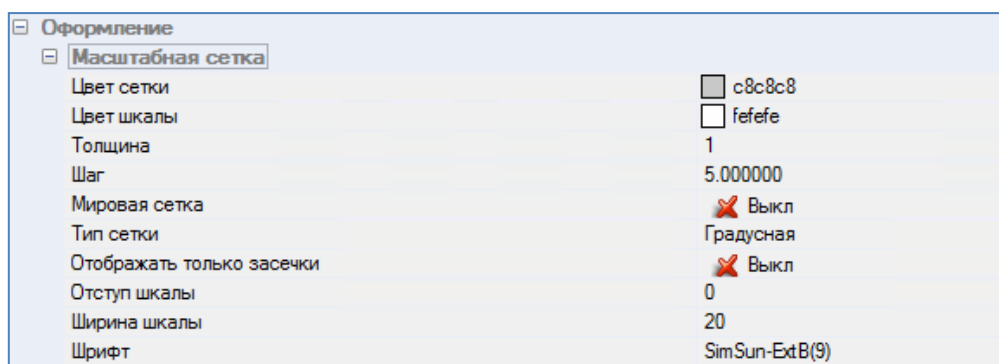 Оформление
Масштабная сетка
Цвет сетки c8c8c8
Цвет шкалы fefefe
Толщина 1
Шаг 5.000000
Мировая сетка Выкл
Тип сетки Градусная
Отображать только засечки Выкл
Отступ шкалы 0
Ширина шкалы 20
Шрифт SimSun-ExtB(9)